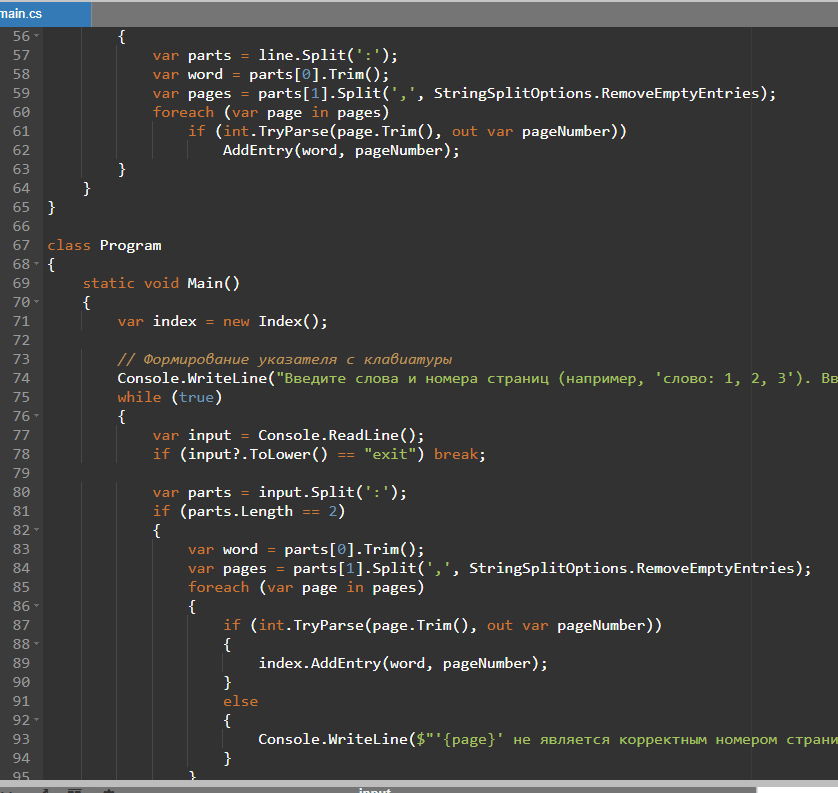 main.cs
56 {
57 var parts = line.Split(':');
58 var word = parts[0].Trim();
59 var pages = parts[1].Split(',', StringSplitOptions.RemoveEmptyEntries);
60 foreach (var page in pages)
61 if (int.TryParse(page.Trim(), out var pageNumber))
62 AddEntry(word, pageNumber);
63 }
64 }
65 }
66
67 class Program
68 {
69 static void Main()
70 {
71 var index = new Index();
72
73 // Формирование указателя с клавиатуры
74 Console.WriteLine("Введите слова и номера страниц (например, 'слово: 1, 2, 3'). Вв
75 while (true)
76 {
77 var input = Console.ReadLine();
78 if (input?.ToLower() == "exit") break;
79
80 var parts = input.Split(':');
81 if (parts.Length == 2)
82 {
83 var word = parts[0].Trim();
84 var pages = parts[1].Split(',', StringSplitOptions.RemoveEmptyEntries);
85 foreach (var page in pages)
86 {
87 if (int.TryParse(page.Trim(), out var pageNumber))
88 {
89 index.AddEntry(word, pageNumber);
90 }
91 else
92 {
93 Console.WriteLine($"'{page}' не является корректным номером страни
94 }
95 }
input